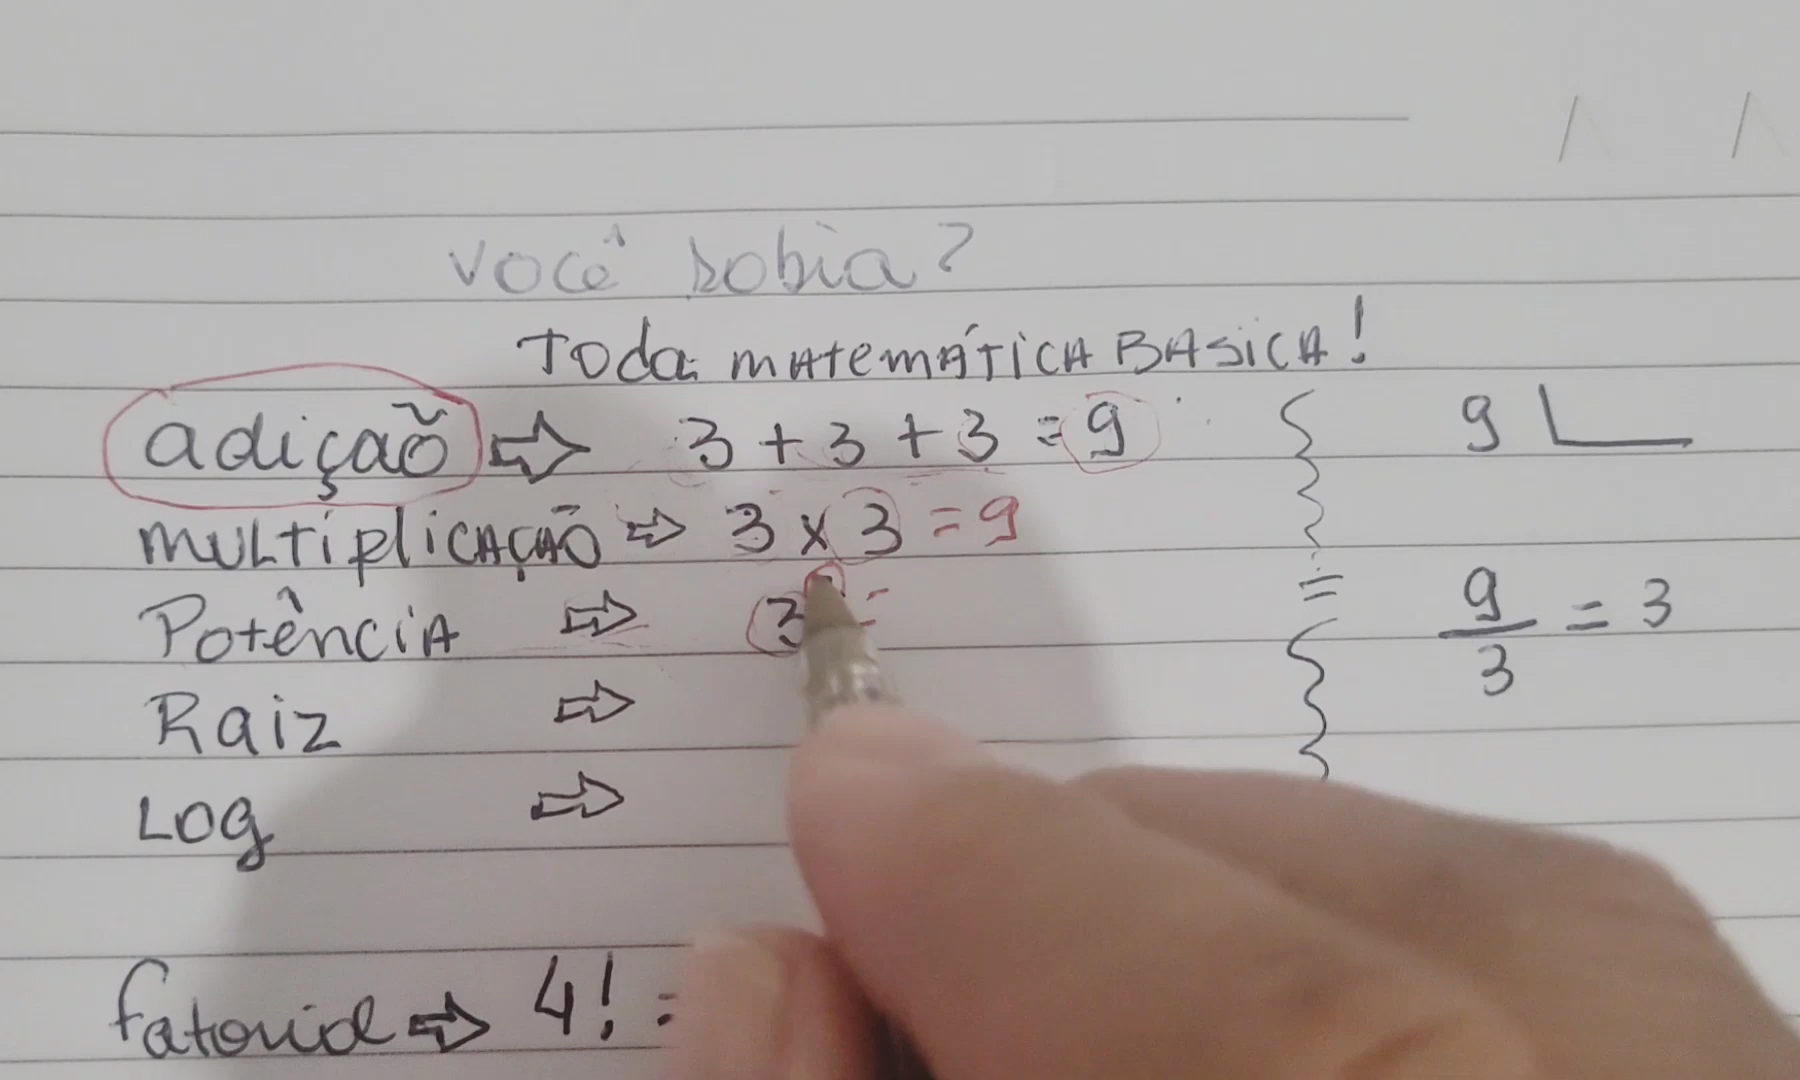 Você sabia?
Toda matemática BASICA!
adição ⇨ 3 + 3 + 3 = 9
multiplicação ⇨ 3 x 3 = 9
Potência ⇨ 3 =
Raiz ⇨
Log ⇨
fatorial ⇨ 4! =
9
9/3 = 3